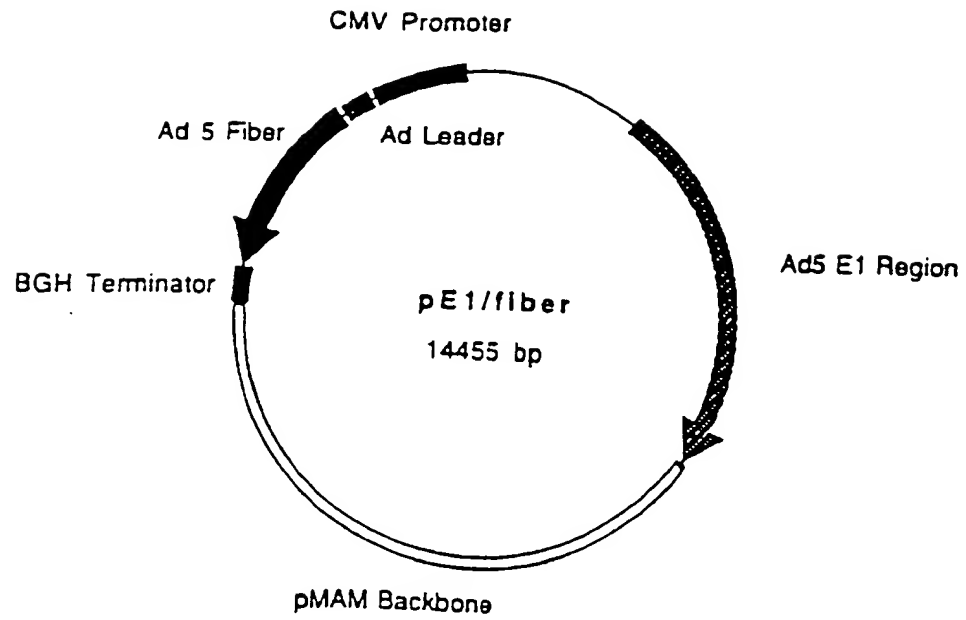 CMV Promoter
Ad 5 Fiber
Ad Leader
BGH Terminator
Ad5 E1 Region
pE1/fiber
14455 bp
pMAM Backbone